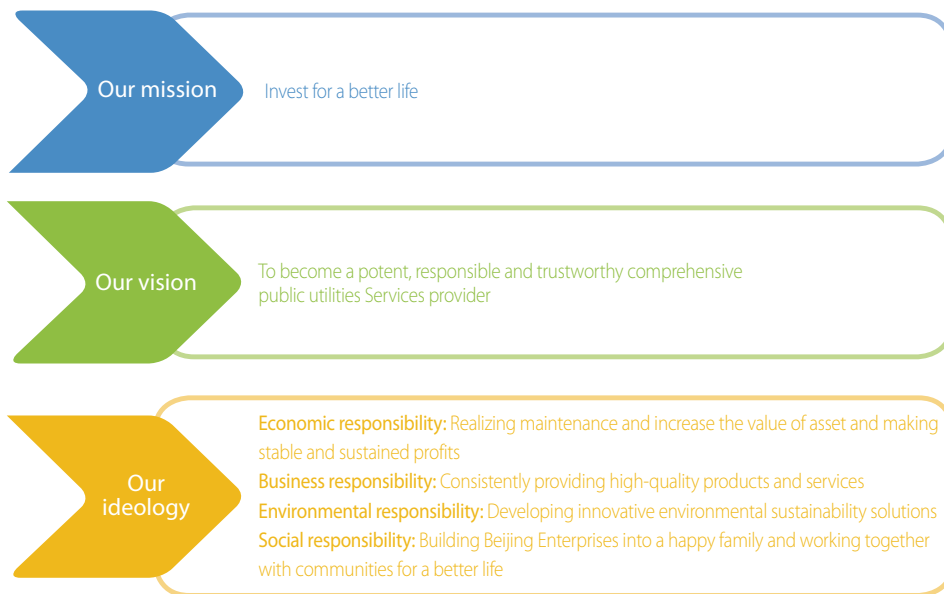 Our mission
Invest for a better life
Our vision
To become a potent, responsible and trustworthy comprehensive
public utilities Services provider
Our
ideology
Economic responsibility: Realizing maintenance and increase the value of asset and making
stable and sustained profits
Business responsibility: Consistently providing high-quality products and services
Environmental responsibility: Developing innovative environmental sustainability solutions
Social responsibility: Building Beijing Enterprises into a happy family and working together
with communities for a better life